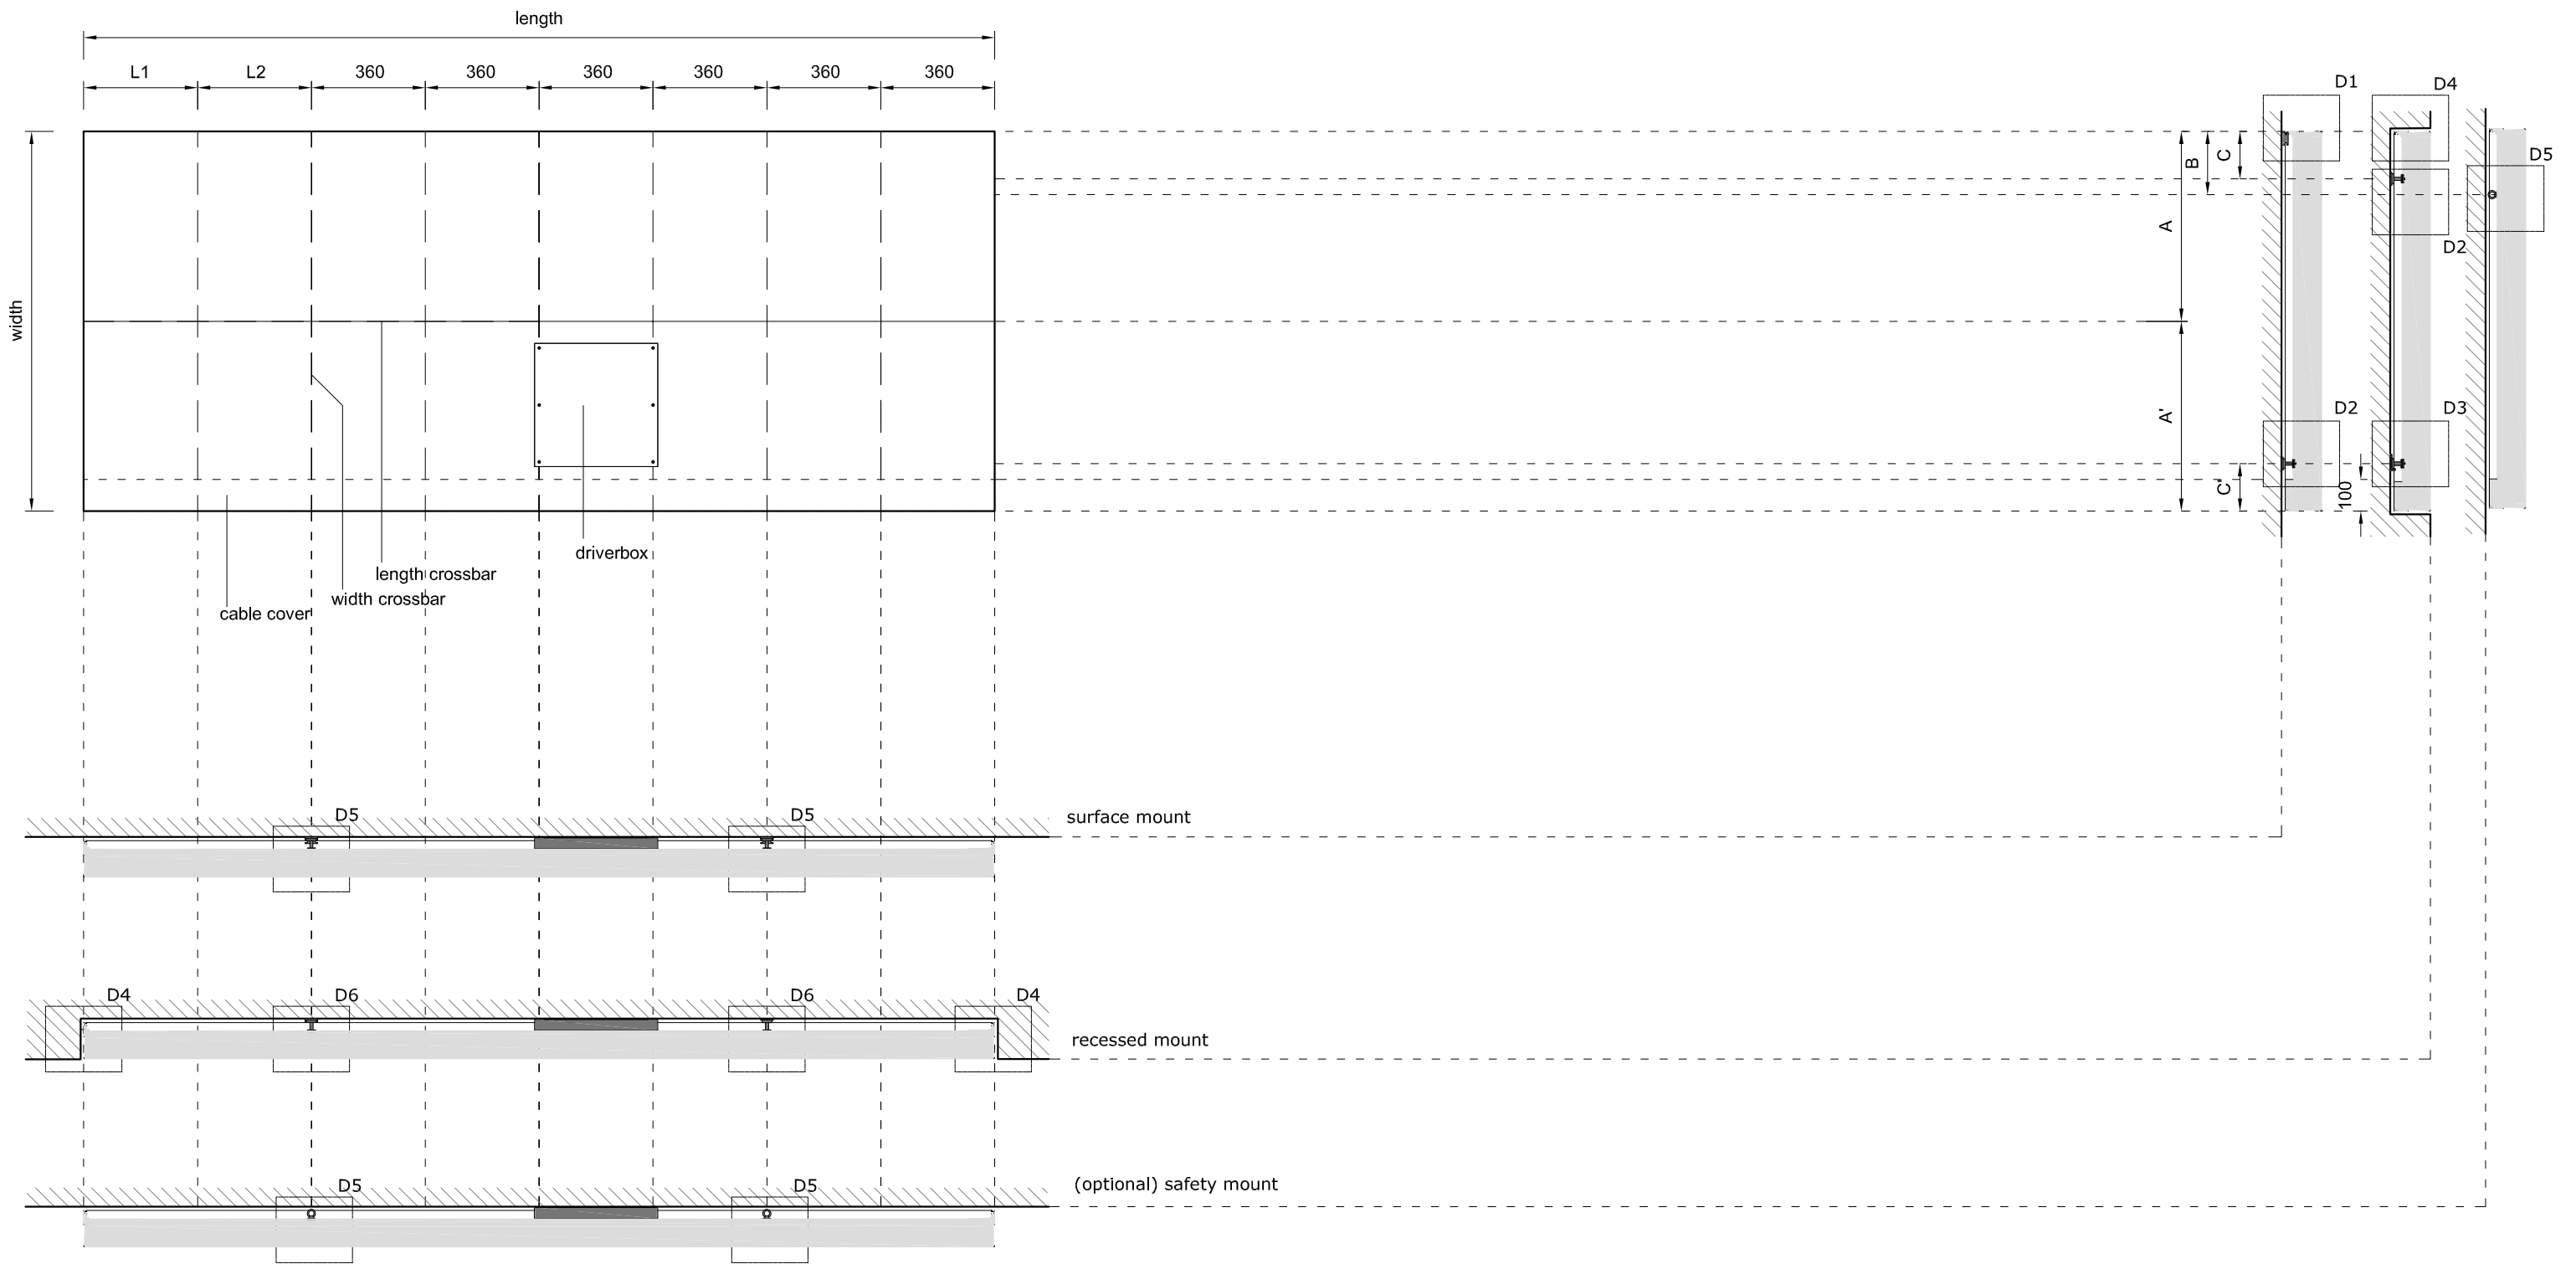 length
L1 L2 360 360 360 360 360 360
D1 D4
D5
B C
A
D2
width
A'
D2 D3
C' 100
driverbox
length crossbar
width crossbar
cable cover
D5 D5 surface mount
D4 D6 D6 D4
recessed mount
D5 D5 (optional) safety mount